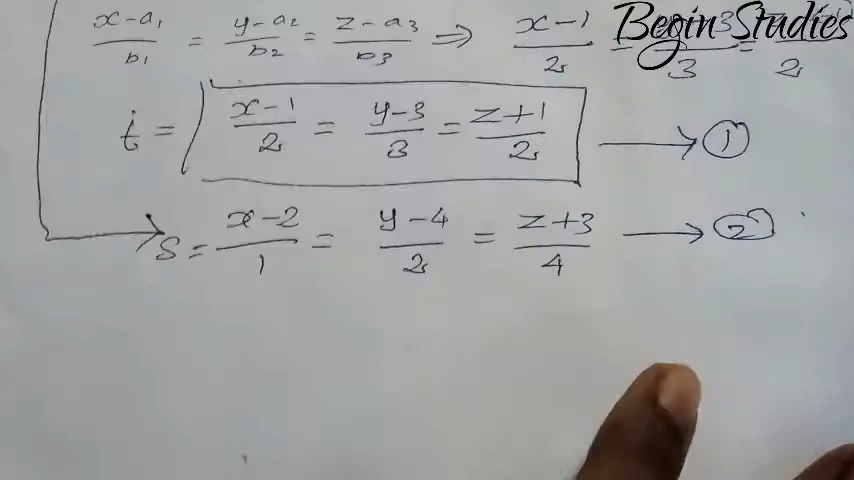 Begin Studies
(x-a₁)/b₁ = (y-a₂)/b₂ = (z-a₃)/b₃ ⇒ (x-1)/2 = 3/3 = /2
t = (x-1)/2 = (y-3)/3 = (z+1)/2 → ①
S = (x-2)/1 = (y-4)/2 = (z+3)/4 → ②